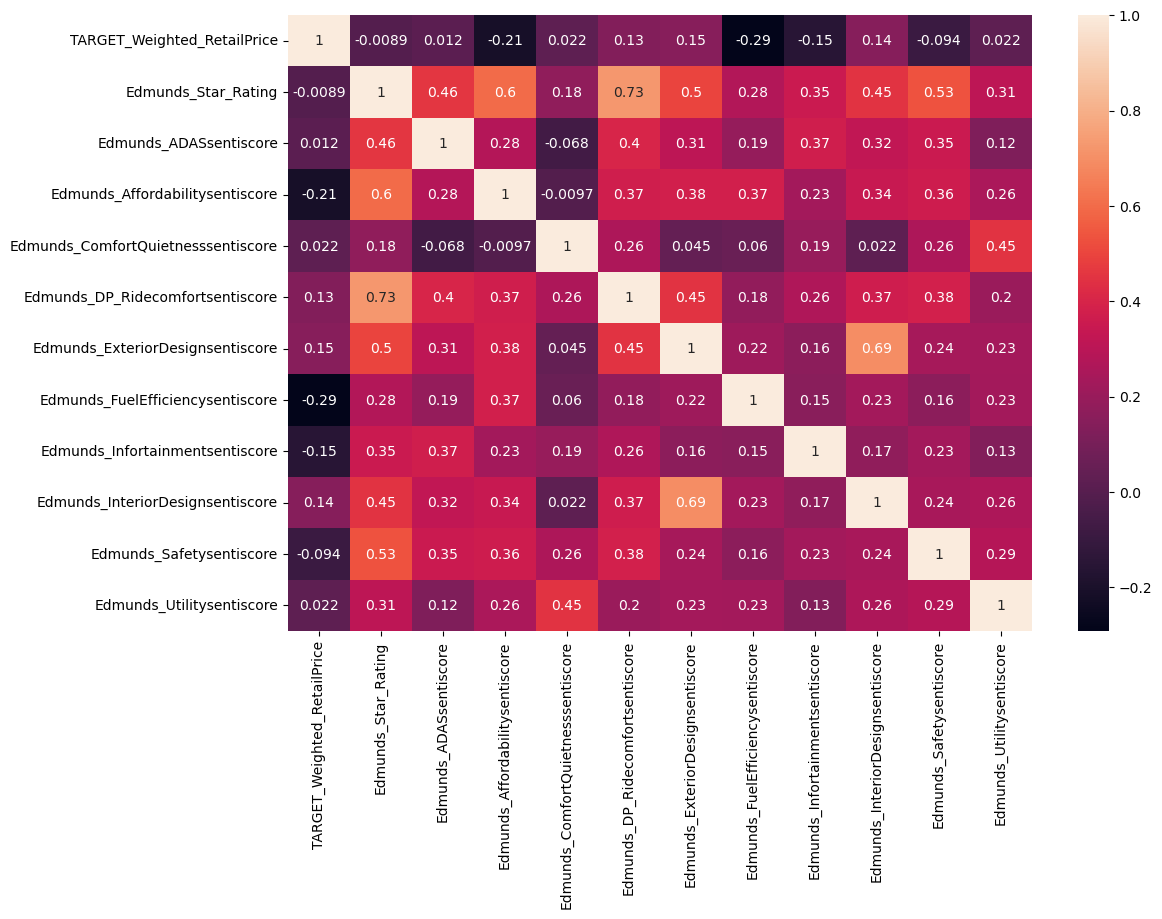 TARGET_Weighted_RetailPrice 1 -0.0089 0.012 -0.21 0.022 0.13 0.15 -0.29 -0.15 0.14 -0.094 0.022
Edmunds_Star_Rating -0.0089 1 0.46 0.6 0.18 0.73 0.5 0.28 0.35 0.45 0.53 0.31
Edmunds_ADASsentiscore 0.012 0.46 1 0.28 -0.068 0.4 0.31 0.19 0.37 0.32 0.35 0.12
Edmunds_Affordabilitysentiscore -0.21 0.6 0.28 1 -0.0097 0.37 0.38 0.37 0.23 0.34 0.36 0.26
Edmunds_ComfortQuietnesssentiscore 0.022 0.18 -0.068 -0.0097 1 0.26 0.045 0.06 0.19 0.022 0.26 0.45
Edmunds_DP_Ridecomfortsentiscore 0.13 0.73 0.4 0.37 0.26 1 0.45 0.18 0.26 0.37 0.38 0.2
Edmunds_ExteriorDesignsentiscore 0.15 0.5 0.31 0.38 0.045 0.45 1 0.22 0.16 0.69 0.24 0.23
Edmunds_FuelEfficiencysentiscore -0.29 0.28 0.19 0.37 0.06 0.18 0.22 1 0.15 0.23 0.16 0.23
Edmunds_Infortainmentsentiscore -0.15 0.35 0.37 0.23 0.19 0.26 0.16 0.15 1 0.17 0.23 0.13
Edmunds_InteriorDesignsentiscore 0.14 0.45 0.32 0.34 0.022 0.37 0.69 0.23 0.17 1 0.24 0.26
Edmunds_Safetysentiscore -0.094 0.53 0.35 0.36 0.26 0.38 0.24 0.16 0.23 0.24 1 0.29
Edmunds_Utilitysentiscore 0.022 0.31 0.12 0.26 0.45 0.2 0.23 0.23 0.13 0.26 0.29 1
TARGET_Weighted_RetailPrice
Edmunds_Star_Rating
Edmunds_ADASsentiscore
Edmunds_Affordabilitysentiscore
Edmunds_ComfortQuietnesssentiscore
Edmunds_DP_Ridecomfortsentiscore
Edmunds_ExteriorDesignsentiscore
Edmunds_FuelEfficiencysentiscore
Edmunds_Infortainmentsentiscore
Edmunds_InteriorDesignsentiscore
Edmunds_Safetysentiscore
Edmunds_Utilitysentiscore
1.0
0.8
0.6
0.4
0.2
0.0
−0.2